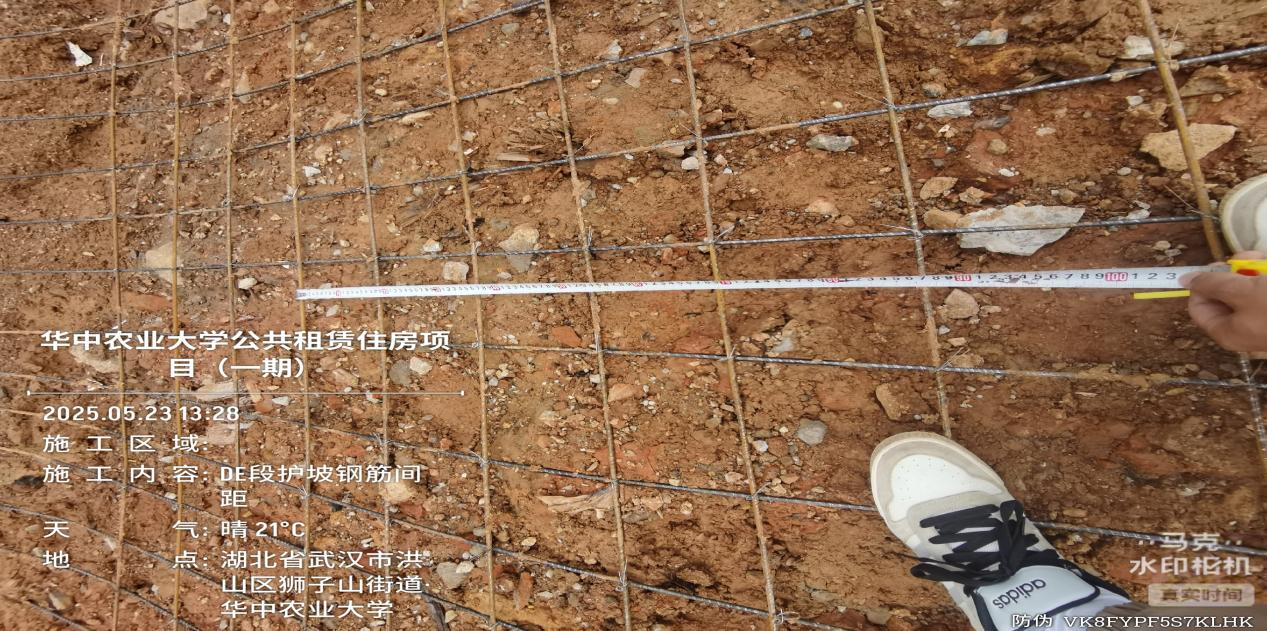 华中农业大学公共租赁住房项
目（一期）
2025.05.23 13:28
施工区域:
施工内容: DE段护坡钢筋间
距
天气: 晴 21℃
地点: 湖北省武汉市洪
山区狮子山街道·
华中农业大学
adidas
马克
水印相机
真实时间
防伪 VK8FYPF5S7KLHK